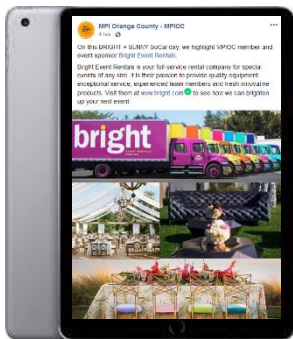 MPI Orange County - MPIOC
4 hrs
On this BRIGHT + SUNNY SoCal day, we highlight MPIOC member and
event sponsor Bright Event Rentals.
Bright Event Rentals is your full-service rental company for special
events of any size. It is their passion to provide quality equipment,
exceptional service, experienced team members and fresh innovative
products. Visit them at www.bright.com to see how we can brighten
up your next event.
bright